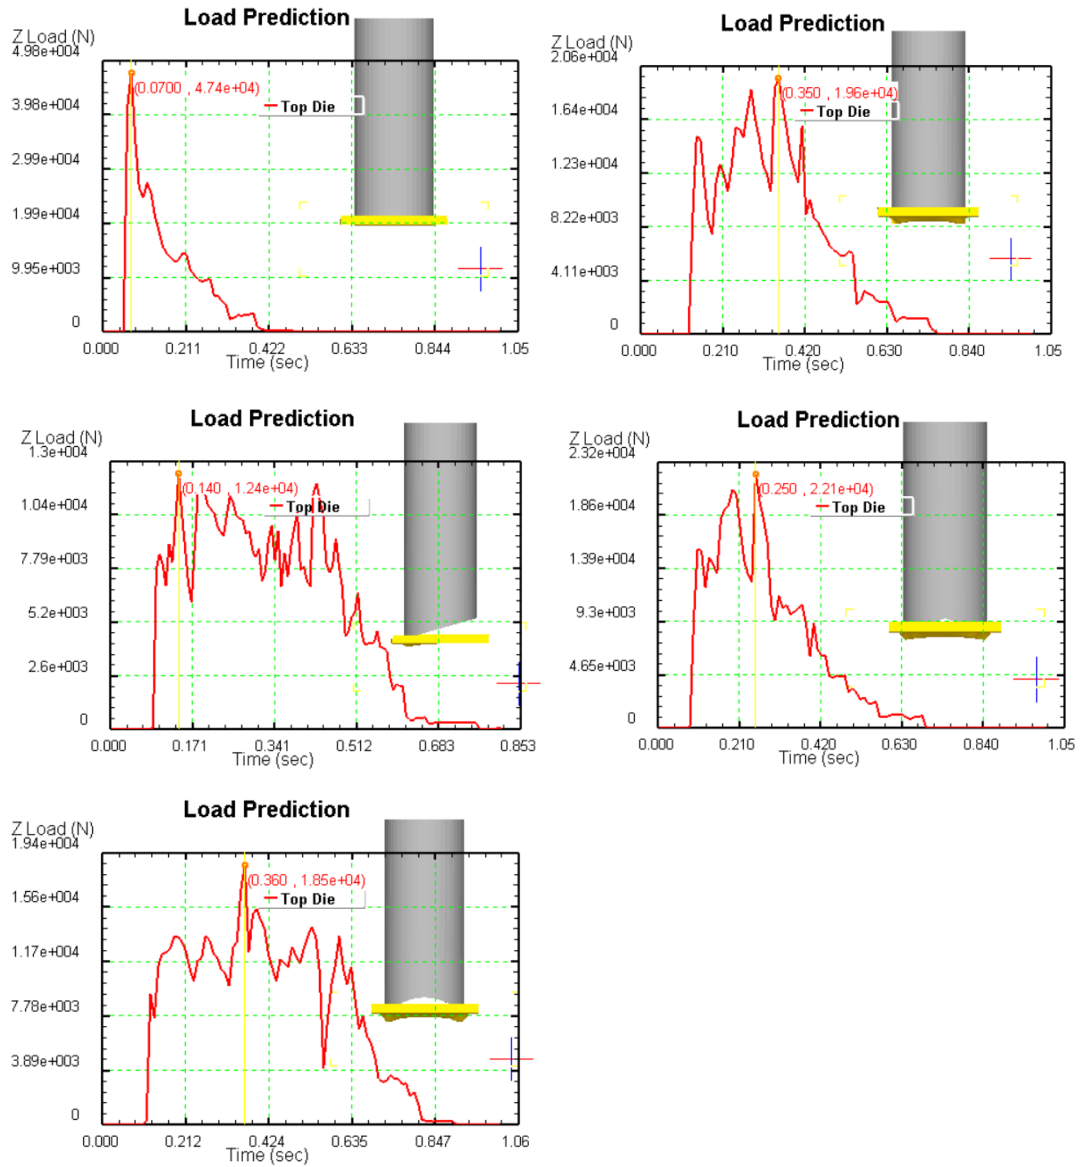 Load Prediction
Z Load (N)
4.98e+004
(0.0700 , 4.74e+04)
Top Die
3.98e+004
2.99e+004
1.99e+004
9.95e+003
0
0.000 0.211 0.422 0.633 0.844 1.05
Time (sec)
Load Prediction
Z Load (N)
2.06e+004
(0.350 , 1.96e+04)
Top Die
1.64e+004
1.23e+004
8.22e+003
4.11e+003
0
0.000 0.210 0.420 0.630 0.840 1.05
Time (sec)
Load Prediction
Z Load (N)
1.3e+004
(0.140 , 1.24e+04)
Top Die
1.04e+004
7.79e+003
5.2e+003
2.6e+003
0
0.000 0.171 0.341 0.512 0.683 0.853
Time (sec)
Load Prediction
Z Load (N)
2.32e+004
(0.250 , 2.21e+04)
Top Die
1.86e+004
1.39e+004
9.3e+003
4.65e+003
0
0.000 0.210 0.420 0.630 0.840 1.05
Time (sec)
Load Prediction
Z Load (N)
1.94e+004
(0.360 , 1.85e+04)
Top Die
1.56e+004
1.17e+004
7.78e+003
3.89e+003
0
0.000 0.212 0.424 0.635 0.847 1.06
Time (sec)